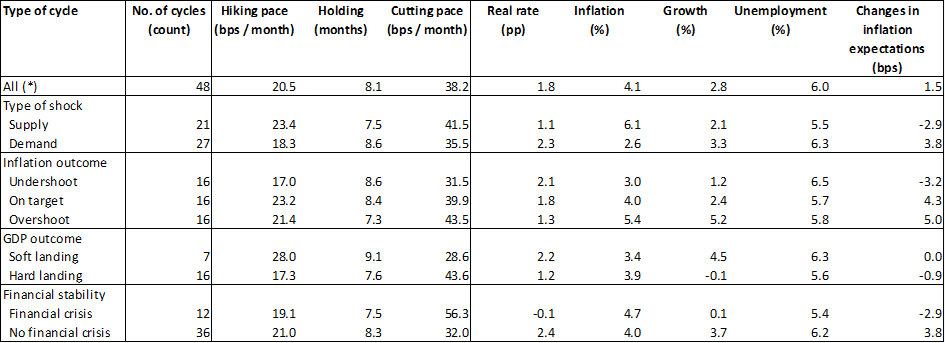 Type of cycle No. of cycles Hiking pace Holding Cutting pace Real rate Inflation Growth Unemployment Changes in
(count) (bps / month) (months) (bps / month) (pp) (%) (%) (%) inflation
expectations
(bps)
All (*) 48 20.5 8.1 38.2 1.8 4.1 2.8 6.0 1.5
Type of shock
Supply 21 23.4 7.5 41.5 1.1 6.1 2.1 5.5 -2.9
Demand 27 18.3 8.6 35.5 2.3 2.6 3.3 6.3 3.8
Inflation outcome
Undershoot 16 17.0 8.6 31.5 2.1 3.0 1.2 6.5 -3.2
On target 16 23.2 8.4 39.9 1.8 4.0 2.4 5.7 4.3
Overshoot 16 21.4 7.3 43.5 1.3 5.4 5.2 5.8 5.0
GDP outcome
Soft landing 7 28.0 9.1 28.6 2.2 3.4 4.5 6.3 0.0
Hard landing 16 17.3 7.6 43.6 1.2 3.9 -0.1 5.6 -0.9
Financial stability
Financial crisis 12 19.1 7.5 56.3 -0.1 4.7 0.1 5.4 -2.9
No financial crisis 36 21.0 8.3 32.0 2.4 4.0 3.7 6.2 3.8